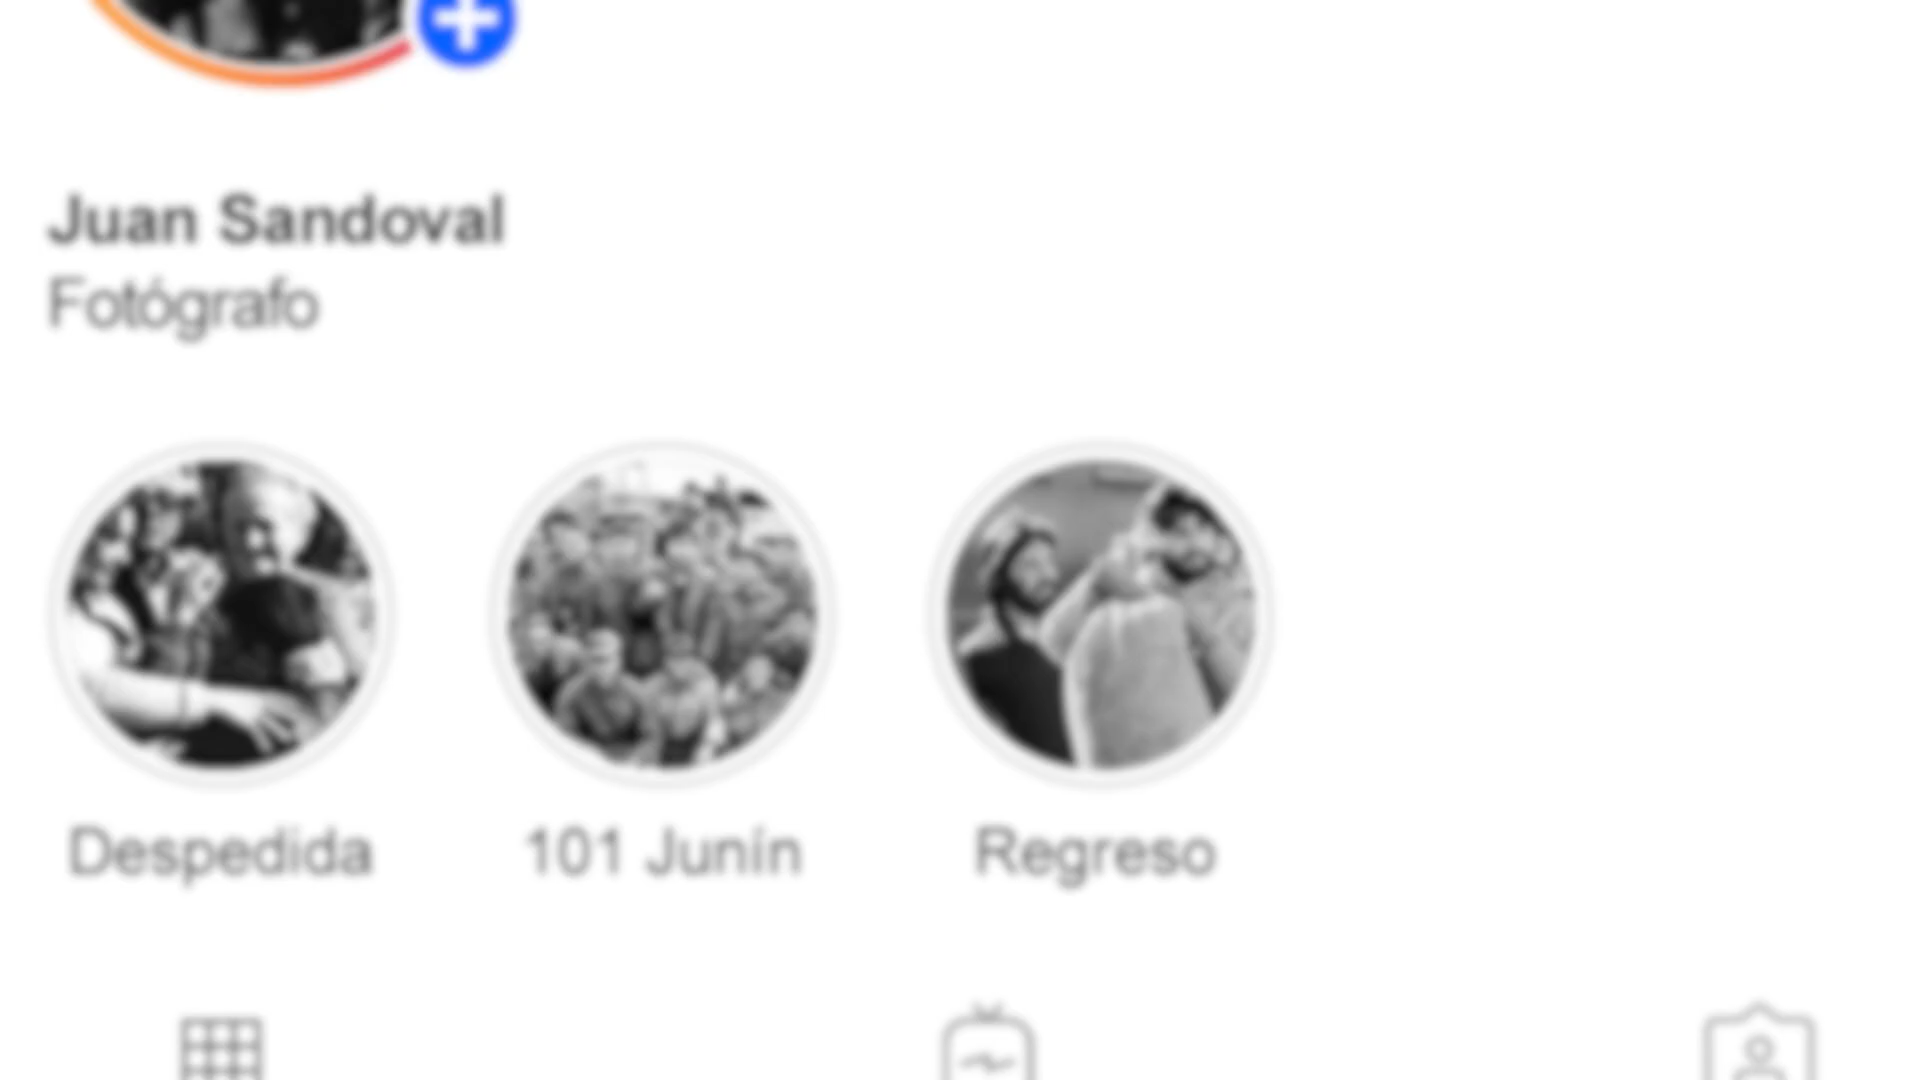 Juan Sandoval
Fotógrafo
Despedida
101 Junín
Regreso